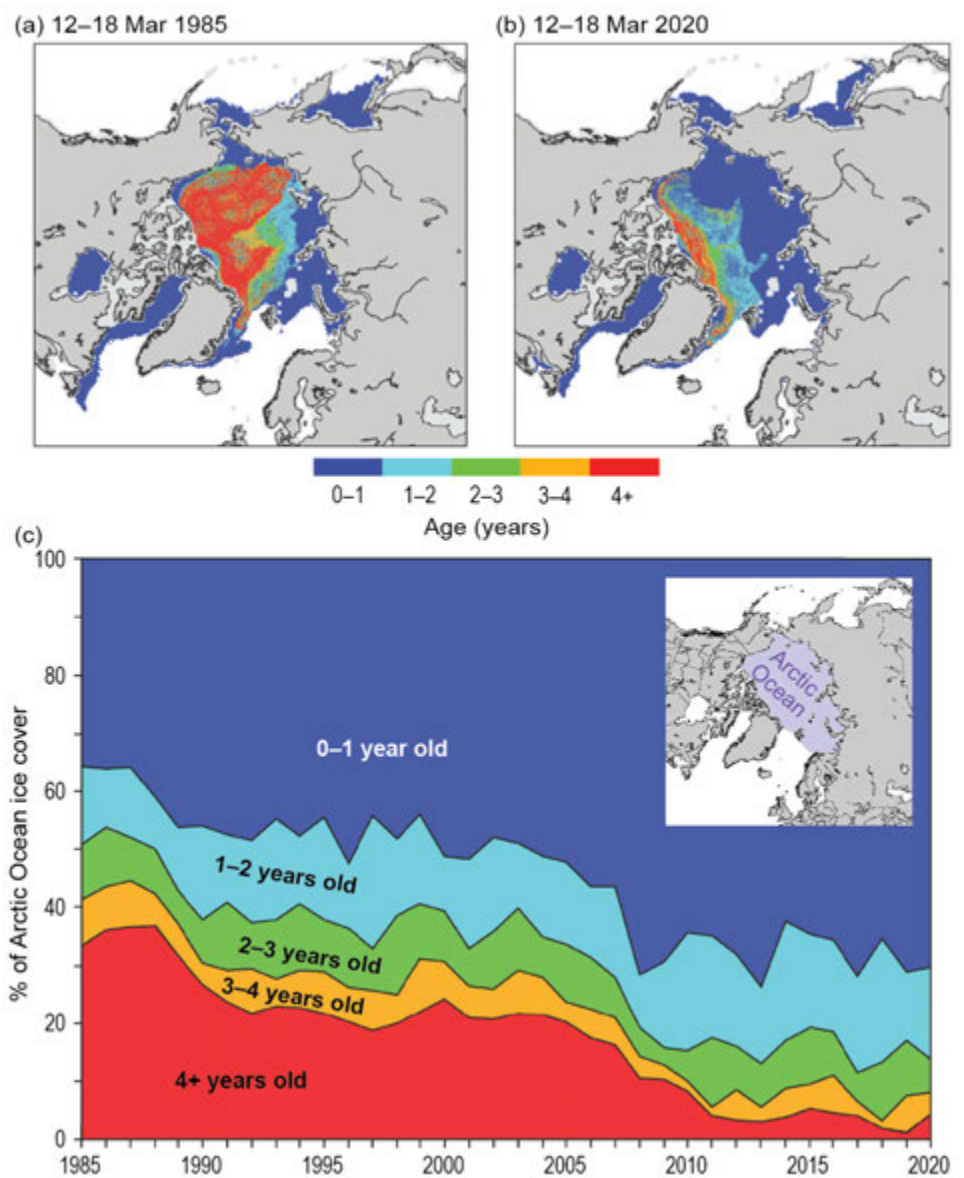 (a) 12–18 Mar 1985
(b) 12–18 Mar 2020
0–1 1–2 2–3 3–4 4+
Age (years)
(c)
% of Arctic Ocean ice cover
100
80
60
40
20
0
Arctic
Ocean
0–1 year old
1–2 years old
2–3 years old
3–4 years old
4+ years old
1985 1990 1995 2000 2005 2010 2015 2020